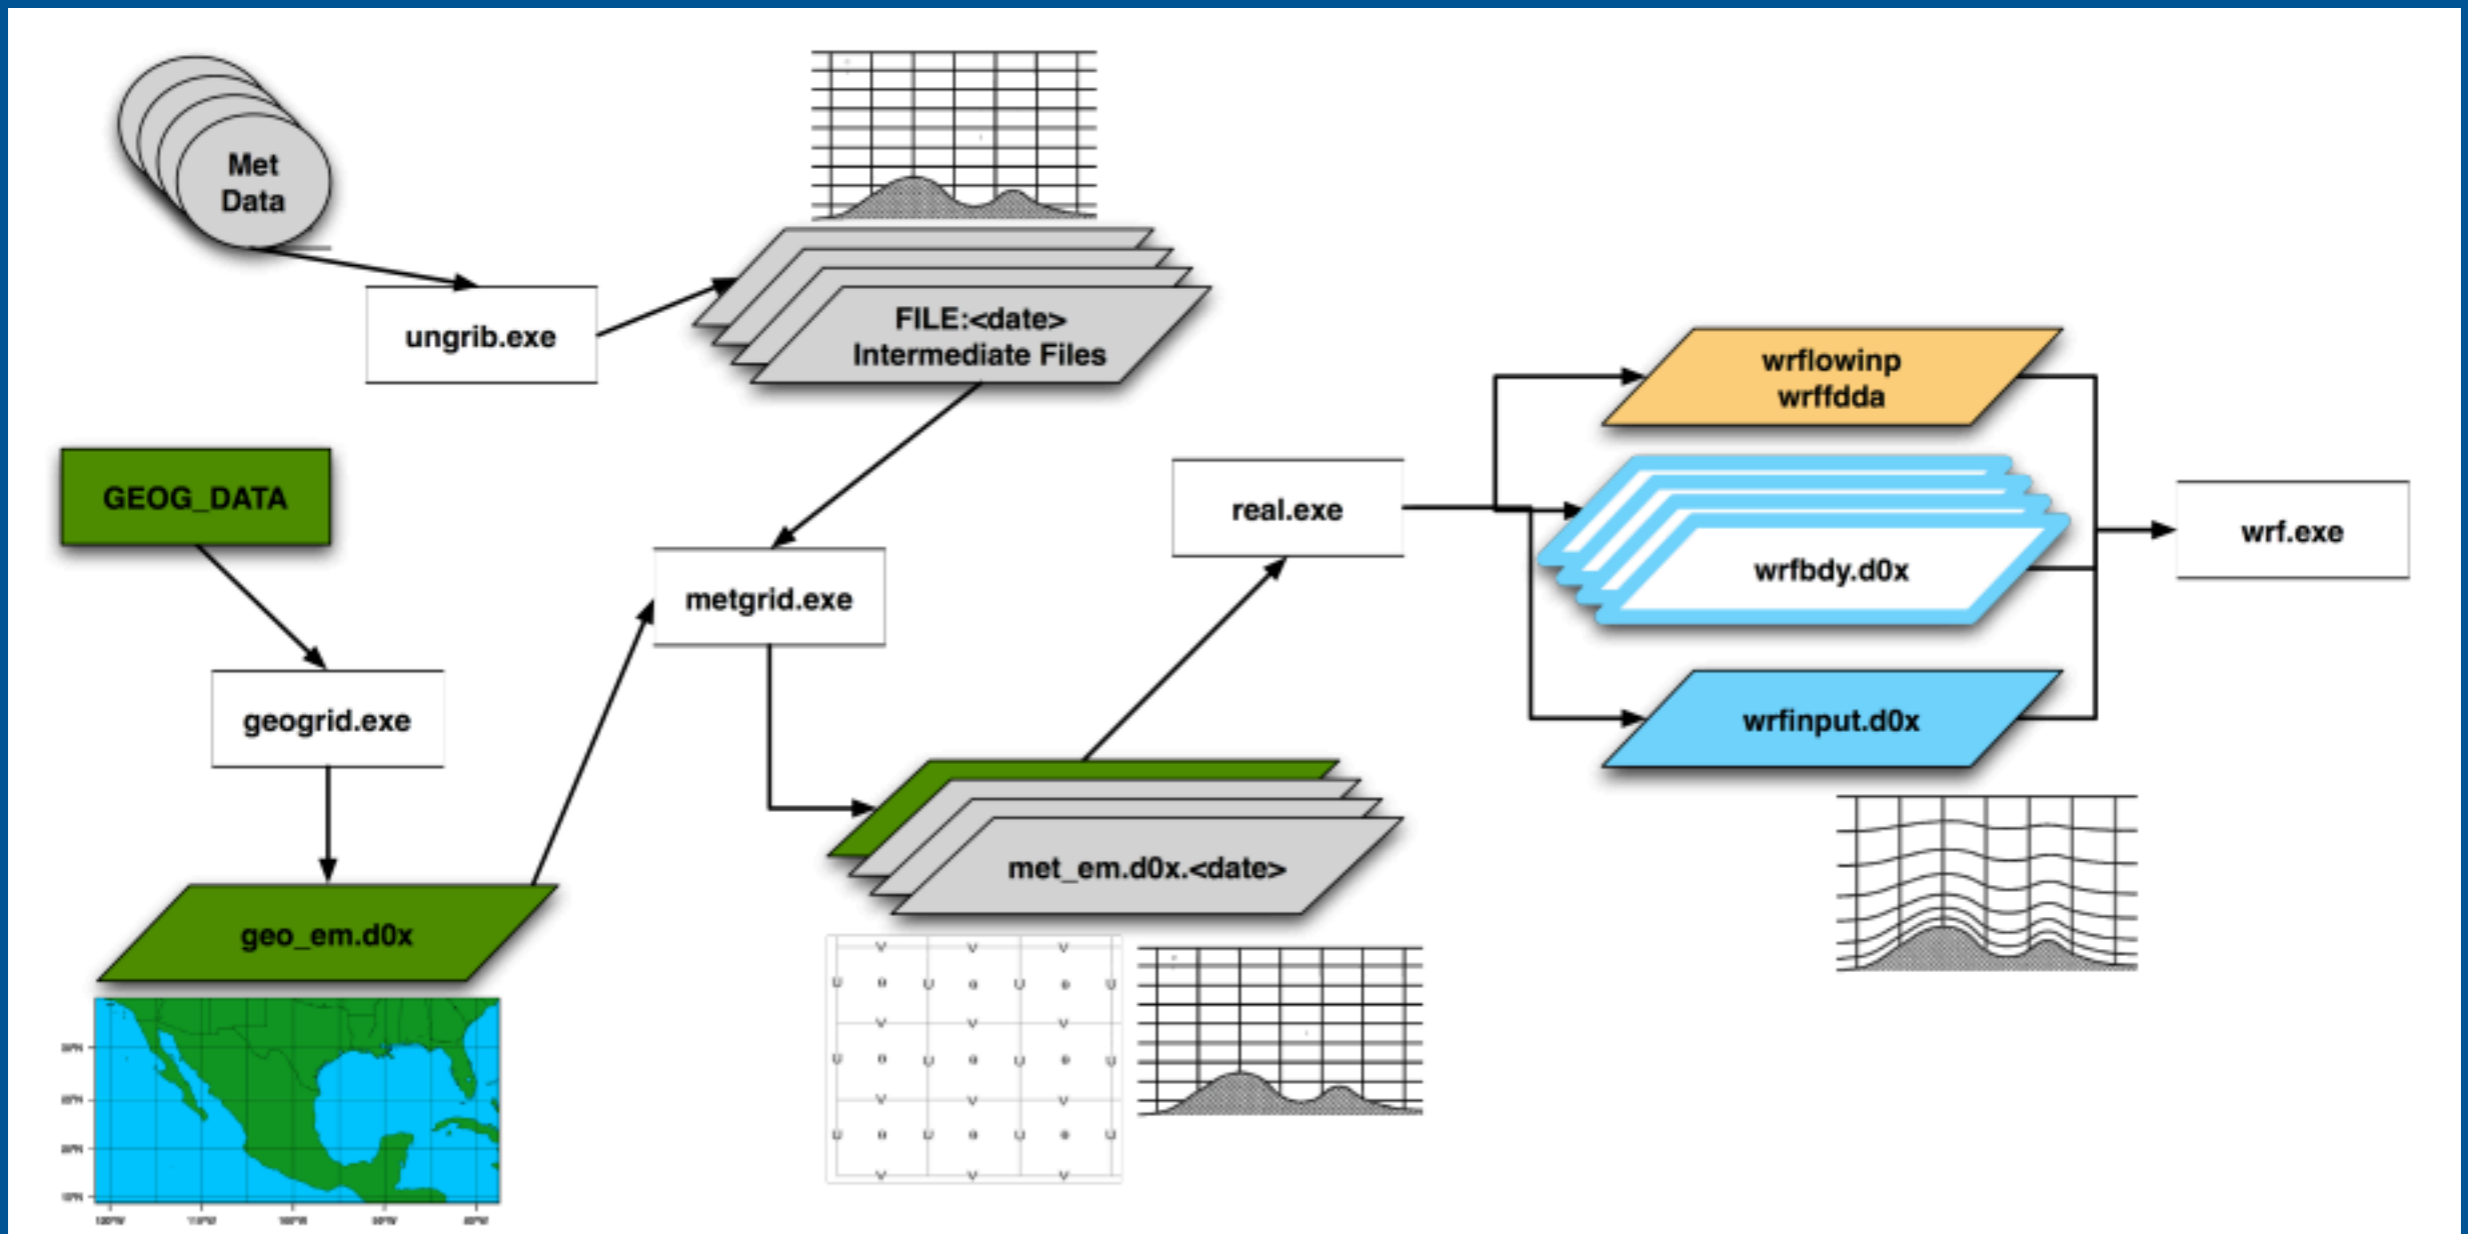 Met
Data
ungrib.exe
FILE:<date>
Intermediate Files
wrflowinp
wrffdda
GEOG_DATA
real.exe
wrf.exe
wrfbdy.d0x
metgrid.exe
geogrid.exe
wrfinput.d0x
met_em.d0x.<date>
geo_em.d0x
V V V
U θ U θ U θ U
V V V
U θ U θ U θ U
V V V
U θ U θ U θ U
V V V